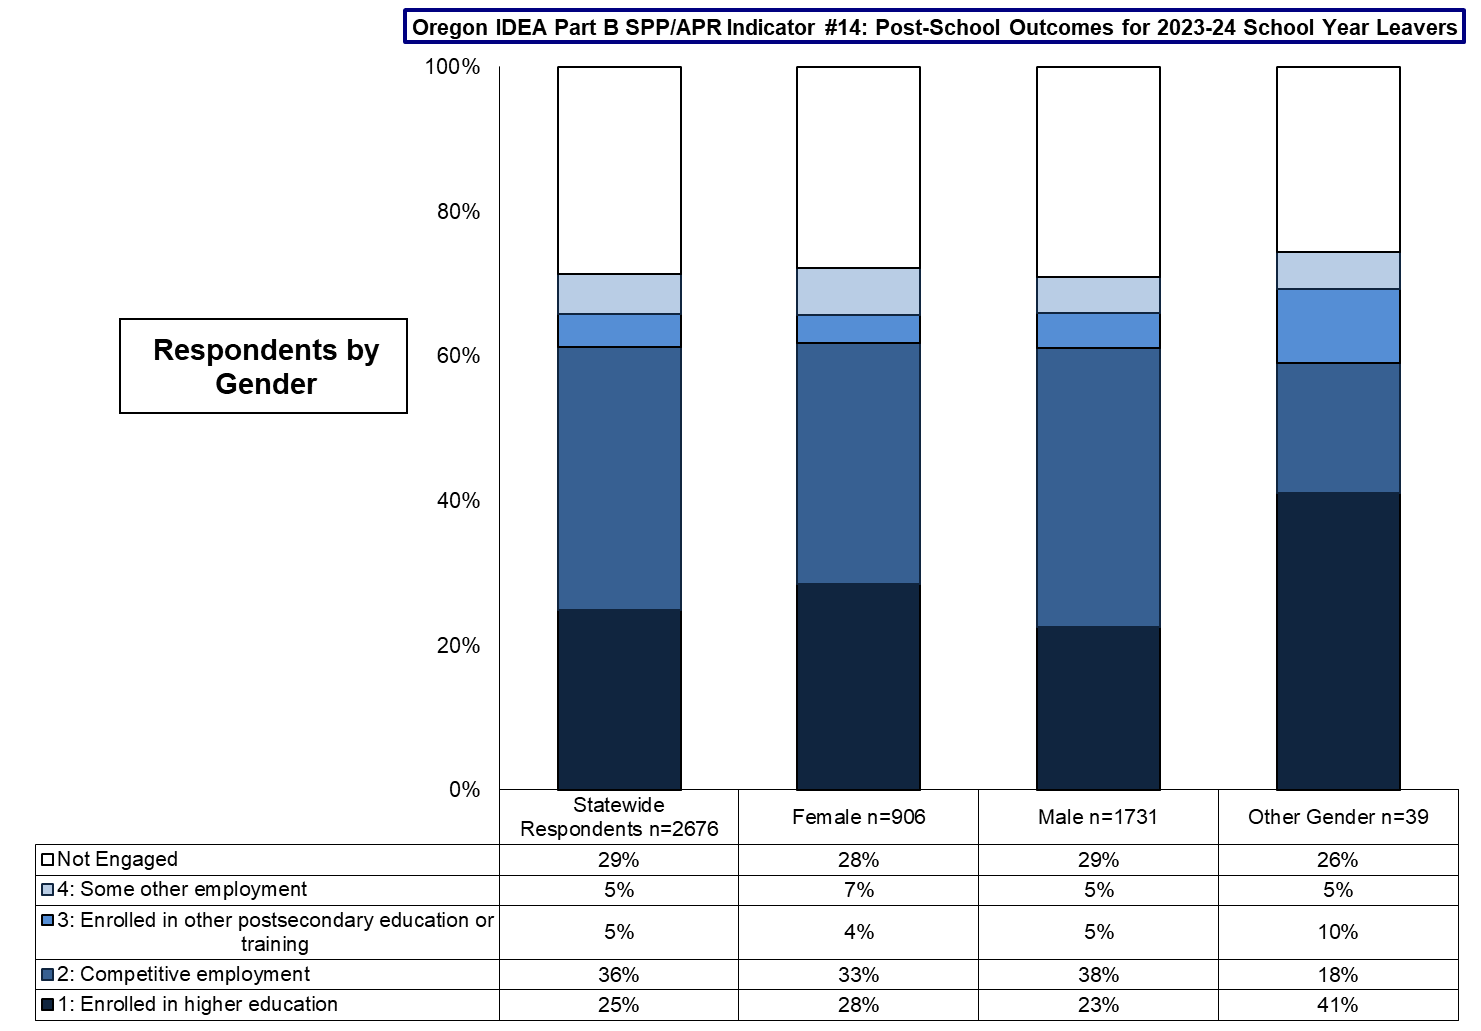 Oregon IDEA Part B SPP/APR Indicator #14: Post-School Outcomes for 2023-24 School Year Leavers
100%
80%
60%
40%
20%
0%
Respondents by
Gender
Statewide
Respondents n=2676
Female n=906
Male n=1731
Other Gender n=39
Not Engaged 29% 28% 29% 26%
4: Some other employment 5% 7% 5% 5%
3: Enrolled in other postsecondary education or
training 5% 4% 5% 10%
2: Competitive employment 36% 33% 38% 18%
1: Enrolled in higher education 25% 28% 23% 41%